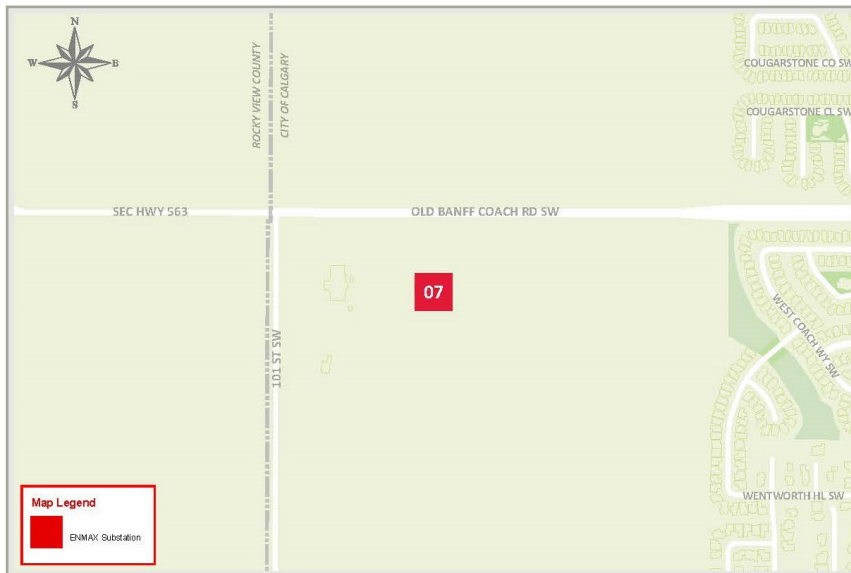 N
W
B
S
ROCKY VIEW COUNTY
CITY OF CALGARY
COUGARSTONE CO SW
COUGARSTONE CL SW
SEC HWY 563
OLD BANFF COACH RD SW
07
WEST COACH WY SW
101 ST SW
WENTWORTH HL SW
Map Legend
ENMAX Substation